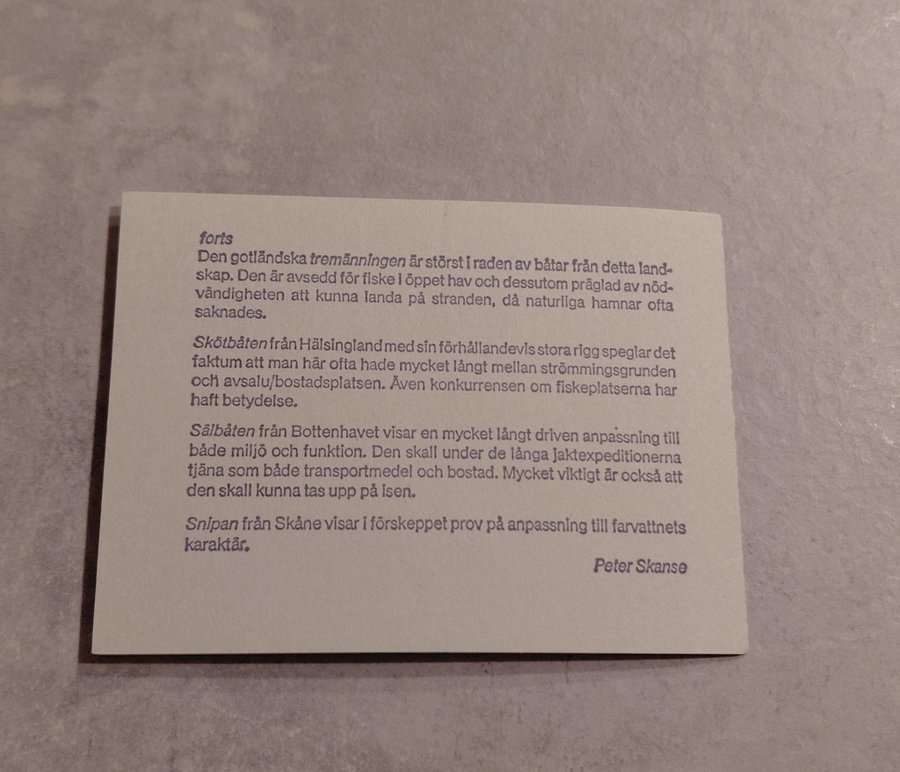 forts
Den gotländska tremänningen är störst i raden av båtar från detta land-
skap. Den är avsedd för fiske i öppet hav och dessutom präglad av nöd-
vändigheten att kunna landa på stranden, då naturliga hamnar ofta
saknades.
Skötbåten från Hälsingland med sin förhållandevis stora rigg speglar det
faktum att man här ofta hade mycket långt mellan strömmingsgrunden
och avsalu/bostadsplatsen. Även konkurrensen om fiskeplatserna har
haft betydelse.
Sälbåten från Bottenhavet visar en mycket långt driven anpassning till
både miljö och funktion. Den skall under de långa jaktexpeditionerna
tjäna som både transportmedel och bostad. Mycket viktigt är också att
den skall kunna tas upp på isen.
Snipan från Skåne visar i förskeppet prov på anpassning till farvattnets
karaktär.
Peter Skanse